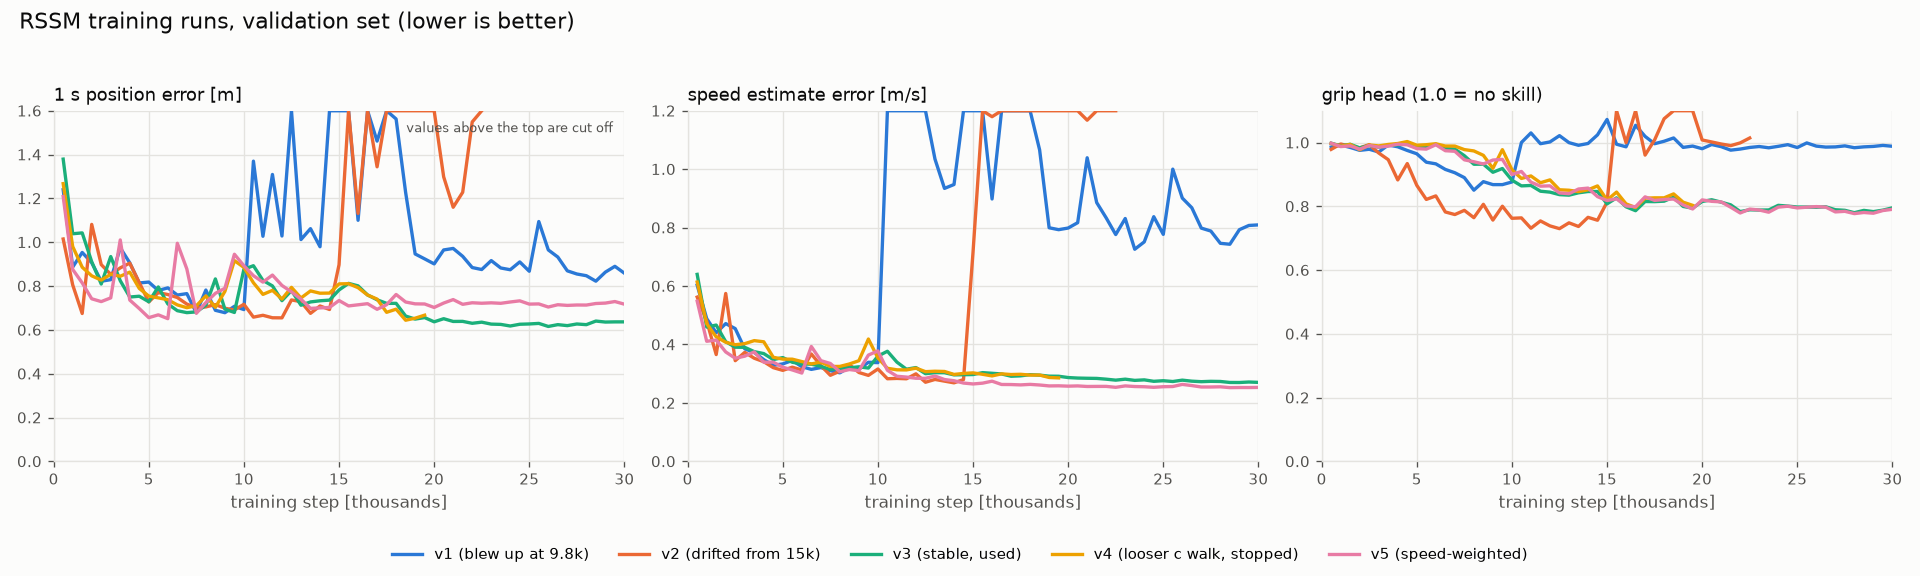 RSSM training runs, validation set (lower is better)
1 s position error [m]
1.6
1.4
1.2
1.0
0.8
0.6
0.4
0.2
0.0
values above the top are cut off
0 5 10 15 20 25 30
training step [thousands]
speed estimate error [m/s]
1.2
1.0
0.8
0.6
0.4
0.2
0.0
0 5 10 15 20 25 30
training step [thousands]
grip head (1.0 = no skill)
1.0
0.8
0.6
0.4
0.2
0.0
0 5 10 15 20 25 30
training step [thousands]
v1 (blew up at 9.8k) v2 (drifted from 15k) v3 (stable, used) v4 (looser c walk, stopped) v5 (speed-weighted)